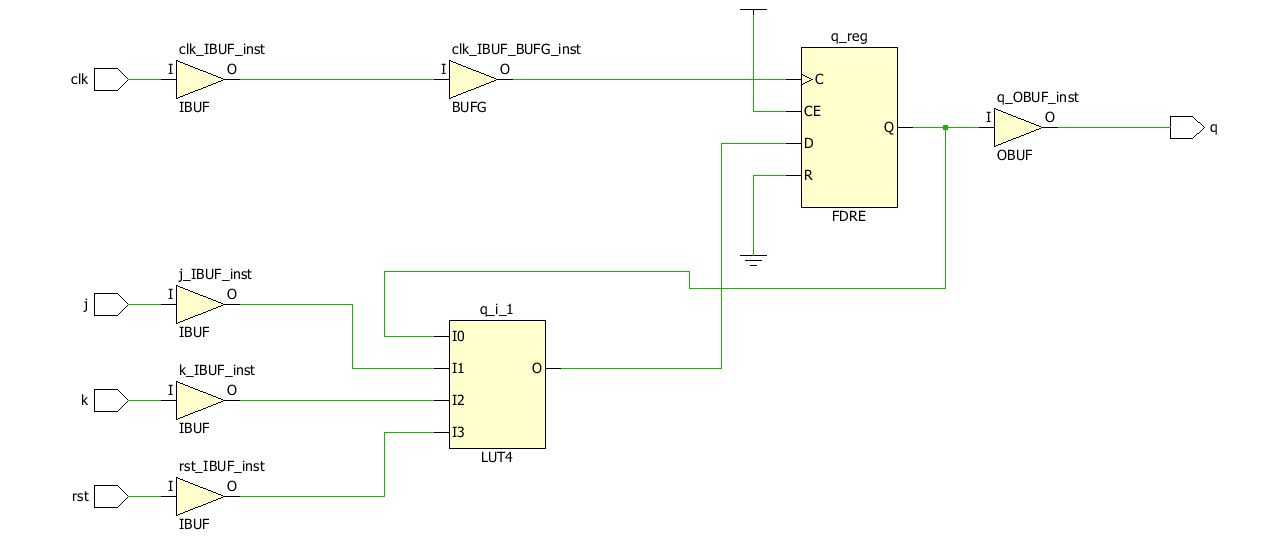 q_reg
clk_IBUF_inst
clk_IBUF_BUFG_inst
clk
I
O
I
O
C
IBUF
BUFG
CE
q_OBUF_inst
Q
I
O
q
D
OBUF
R
FDRE
j_IBUF_inst
j
I
O
IBUF
q_i_1
I0
k_IBUF_inst
I1
O
k
I
O
I2
IBUF
I3
LUT4
rst_IBUF_inst
rst
I
O
IBUF